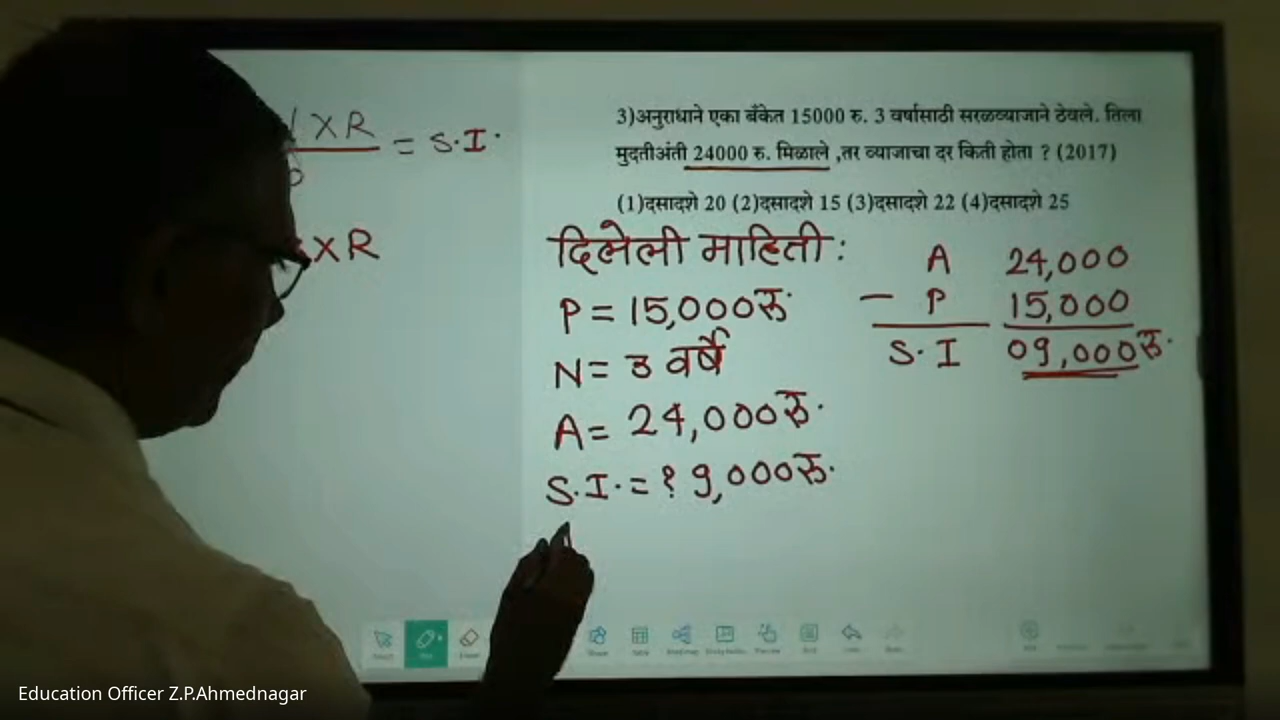 X R = S.I.
X R
3)अनुराधाने एका बँकेत 15000 रु. 3 वर्षासाठी सरळव्याजाने ठेवले. तिला
मुदतीअंती 24000 रु. मिळाले ,तर व्याजाचा दर किती होता ? (2017)
(1)दसादशे 20 (2)दसादशे 15 (3)दसादशे 22 (4)दसादशे 25
दिलेली माहिती :
P = 15,000रु.
N = 3 वर्षे
A = 24,000रु.
S.I. = ? 9,000रु.
A 24,000
– P 15,000
S.I 09,000रु.
Education Officer Z.P.Ahmednagar